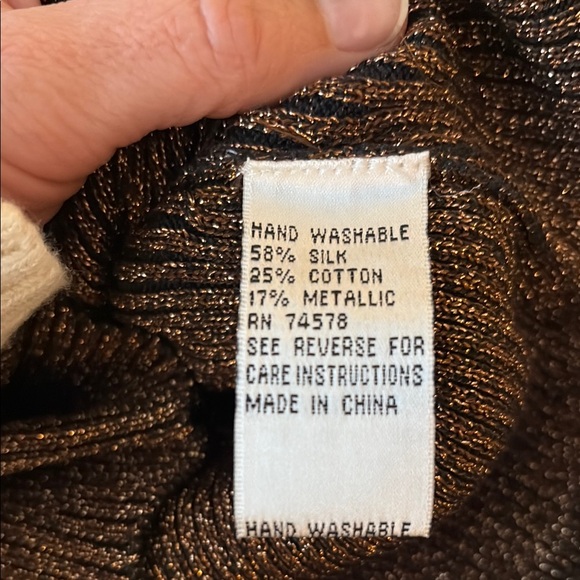 HAND WASHABLE
58% SILK
25% COTTON
17% METALLIC
RN 74578
SEE REVERSE FOR
CARE INSTRUCTIONS
MADE IN CHINA
HAND WASHABLE